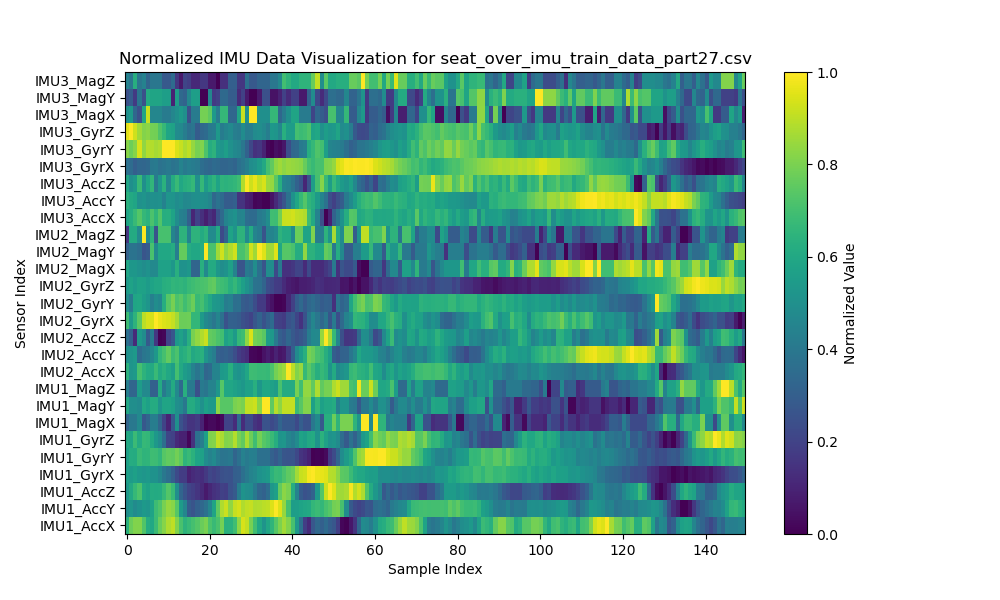 Normalized IMU Data Visualization for seat_over_imu_train_data_part27.csv
IMU3_MagZ
IMU3_MagY
IMU3_MagX
IMU3_GyrZ
IMU3_GyrY
IMU3_GyrX
IMU3_AccZ
IMU3_AccY
IMU3_AccX
IMU2_MagZ
IMU2_MagY
IMU2_MagX
IMU2_GyrZ
IMU2_GyrY
IMU2_GyrX
IMU2_AccZ
IMU2_AccY
IMU2_AccX
IMU1_MagZ
IMU1_MagY
IMU1_MagX
IMU1_GyrZ
IMU1_GyrY
IMU1_GyrX
IMU1_AccZ
IMU1_AccY
IMU1_AccX
Sensor Index
0 20 40 60 80 100 120 140
Sample Index
1.0
0.8
0.6
0.4
0.2
0.0
Normalized Value